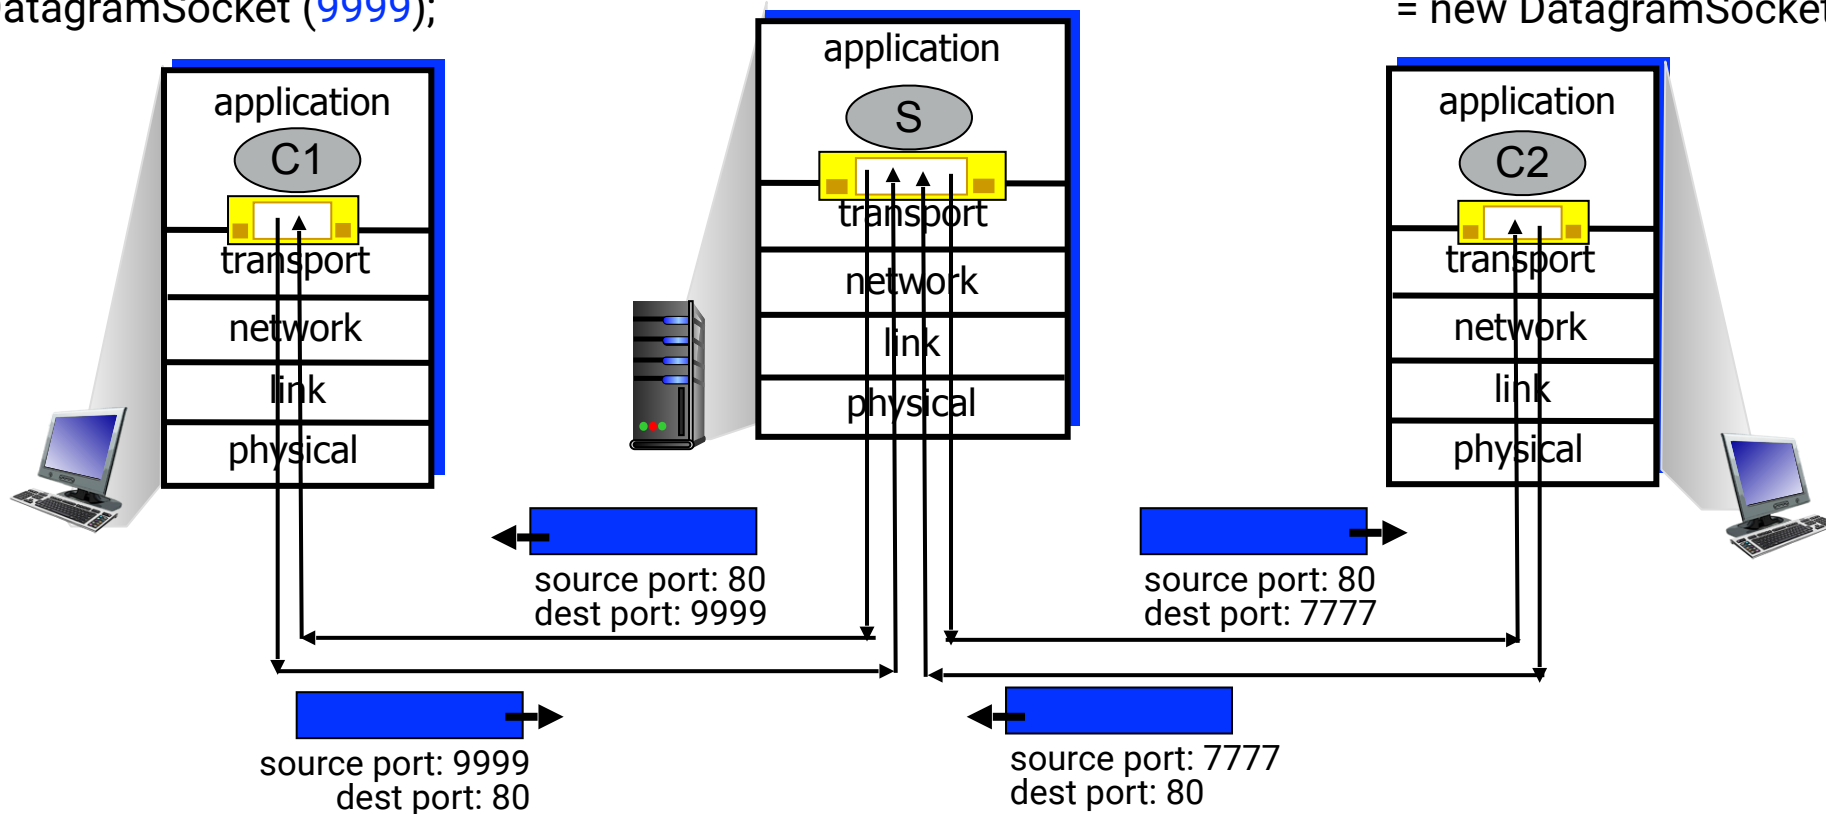 DatagramSocket (9999);
= new DatagramSocket
application
C1
transport
network
link
physical
application
S
transport
network
link
physical
application
C2
transport
network
link
physical
source port: 80
dest port: 9999
source port: 80
dest port: 7777
source port: 9999
dest port: 80
source port: 7777
dest port: 80